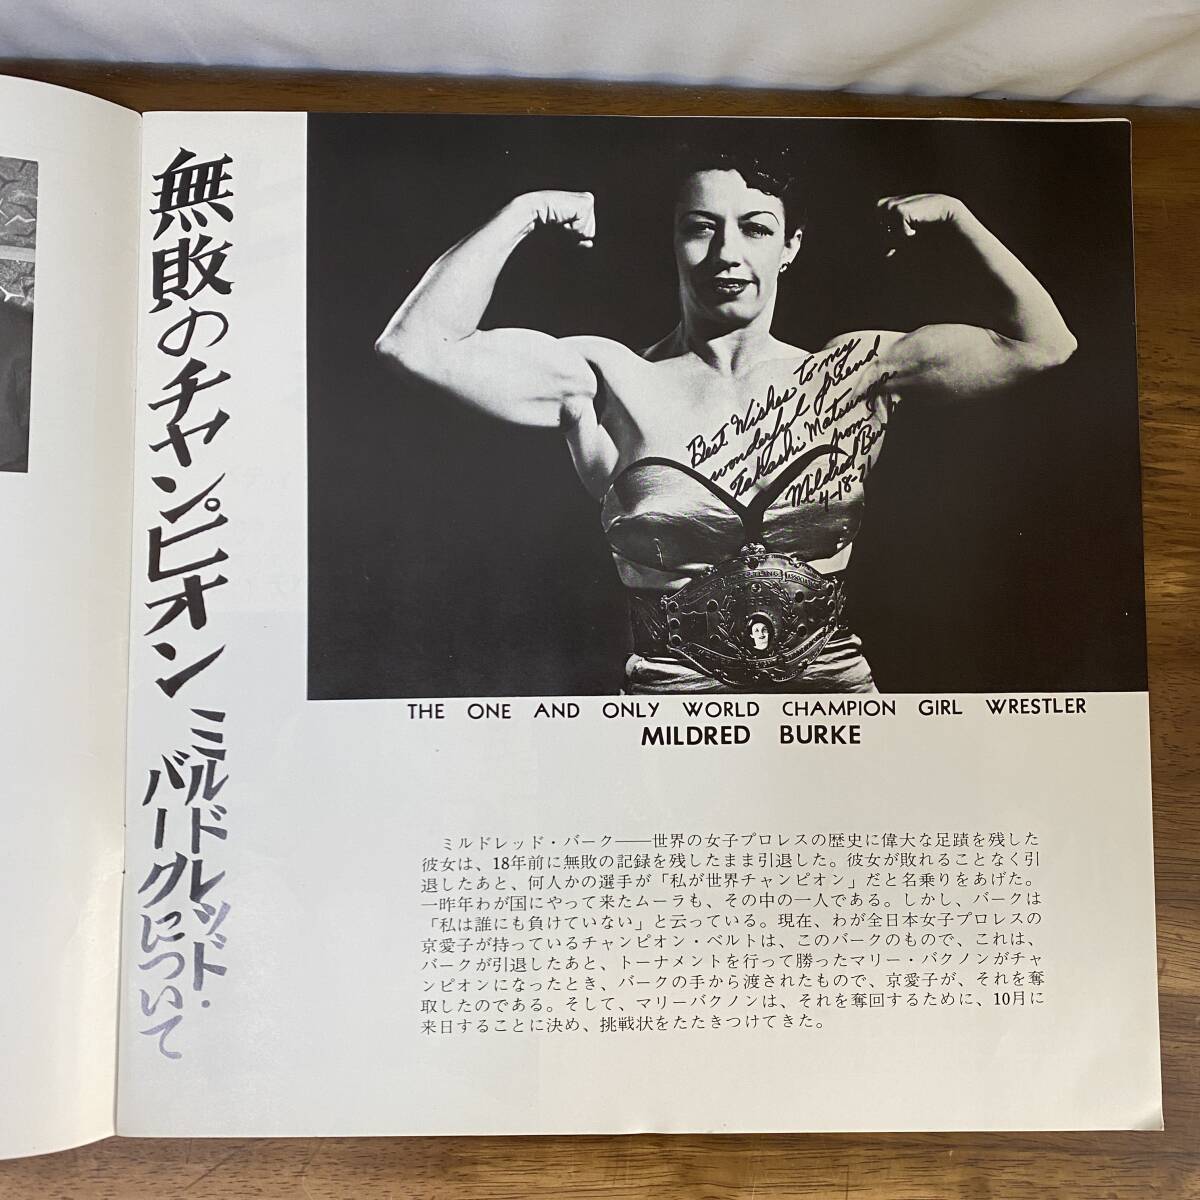 無敗のチャンピオン
ミルドレッド・
バークについて
Best Wishes to my
wonderful friend
Takashi Matsunaga
from
Mildred Burke
4-18-71
THE ONE AND ONLY WORLD CHAMPION GIRL WRESTLER
MILDRED BURKE
ミルドレッド・バーク――世界の女子プロレスの歴史に偉大な足蹟を残した
彼女は、18年前に無敗の記録を残したまま引退した。彼女が敗れることなく引
退したあと、何人かの選手が「私が世界チャンピオン」だと名乗りをあげた。
一昨年わが国にやって来たムーラも、その中の一人である。しかし、バークは
「私は誰にも負けていない」と云っている。現在、わが全日本女子プロレスの
京愛子が持っているチャンピオン・ベルトは、このバークのもので、これは、
バークが引退したあと、トーナメントを行って勝ったマリー・バクノンがチャ
ンピオンになったとき、バークの手から渡されたもので、京愛子が、それを奪
取したのである。そして、マリーバクノンは、それを奪回するために、10月に
来日することに決め、挑戦状をたたきつけてきた。